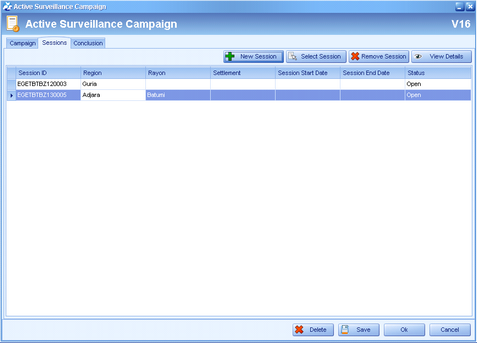 Active Surveillance Campaign
Active Surveillance Campaign V16
Campaign Sessions Conclusion
New Session Select Session Remove Session View Details
Session ID Region Rayon Settlement Session Start Date Session End Date Status
EGETBTBZ120003 Guria Open
EGETBTBZ130005 Adjara Batumi Open
Delete Save Ok Cancel